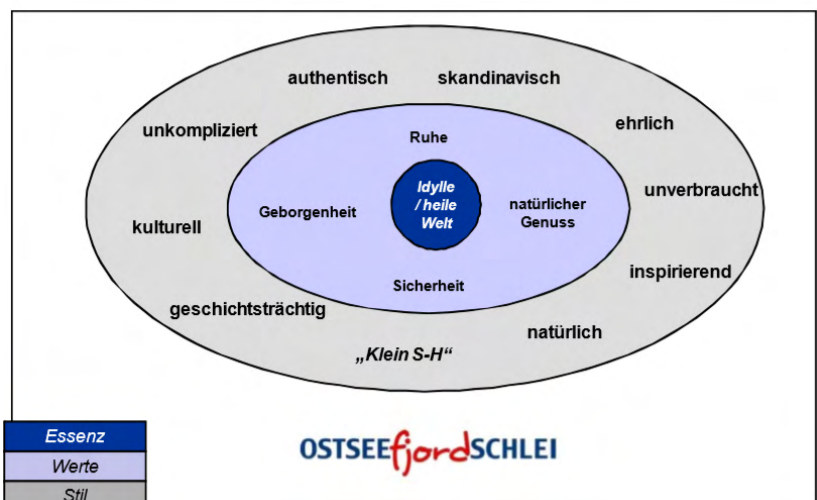 authentisch
skandinavisch
unkompliziert
ehrlich
Ruhe
Idylle
/ heile
Welt
unverbraucht
Geborgenheit
natürlicher
Genuss
kulturell
inspirierend
Sicherheit
geschichtsträchtig
natürlich
„Klein S-H“
Essenz
Werte
Stil
OSTSEEfjordSCHLEI